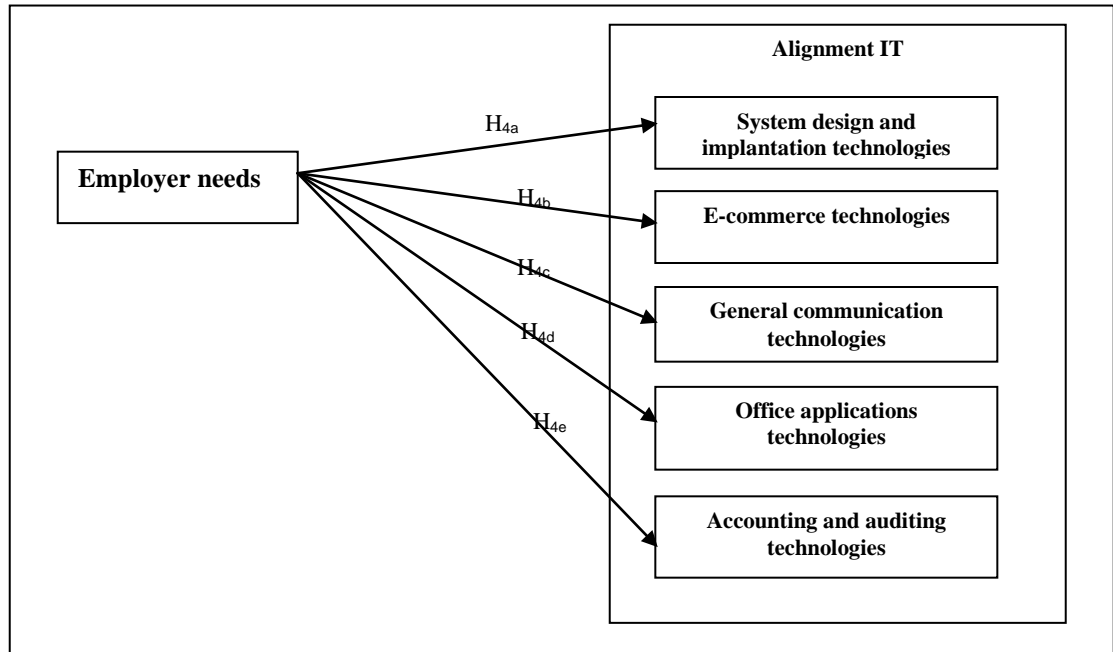 Alignment IT
H4a
System design and
implantation technologies
Employer needs
H4b
E-commerce technologies
H4c
General communication
technologies
H4d
Office applications
technologies
H4e
Accounting and auditing
technologies